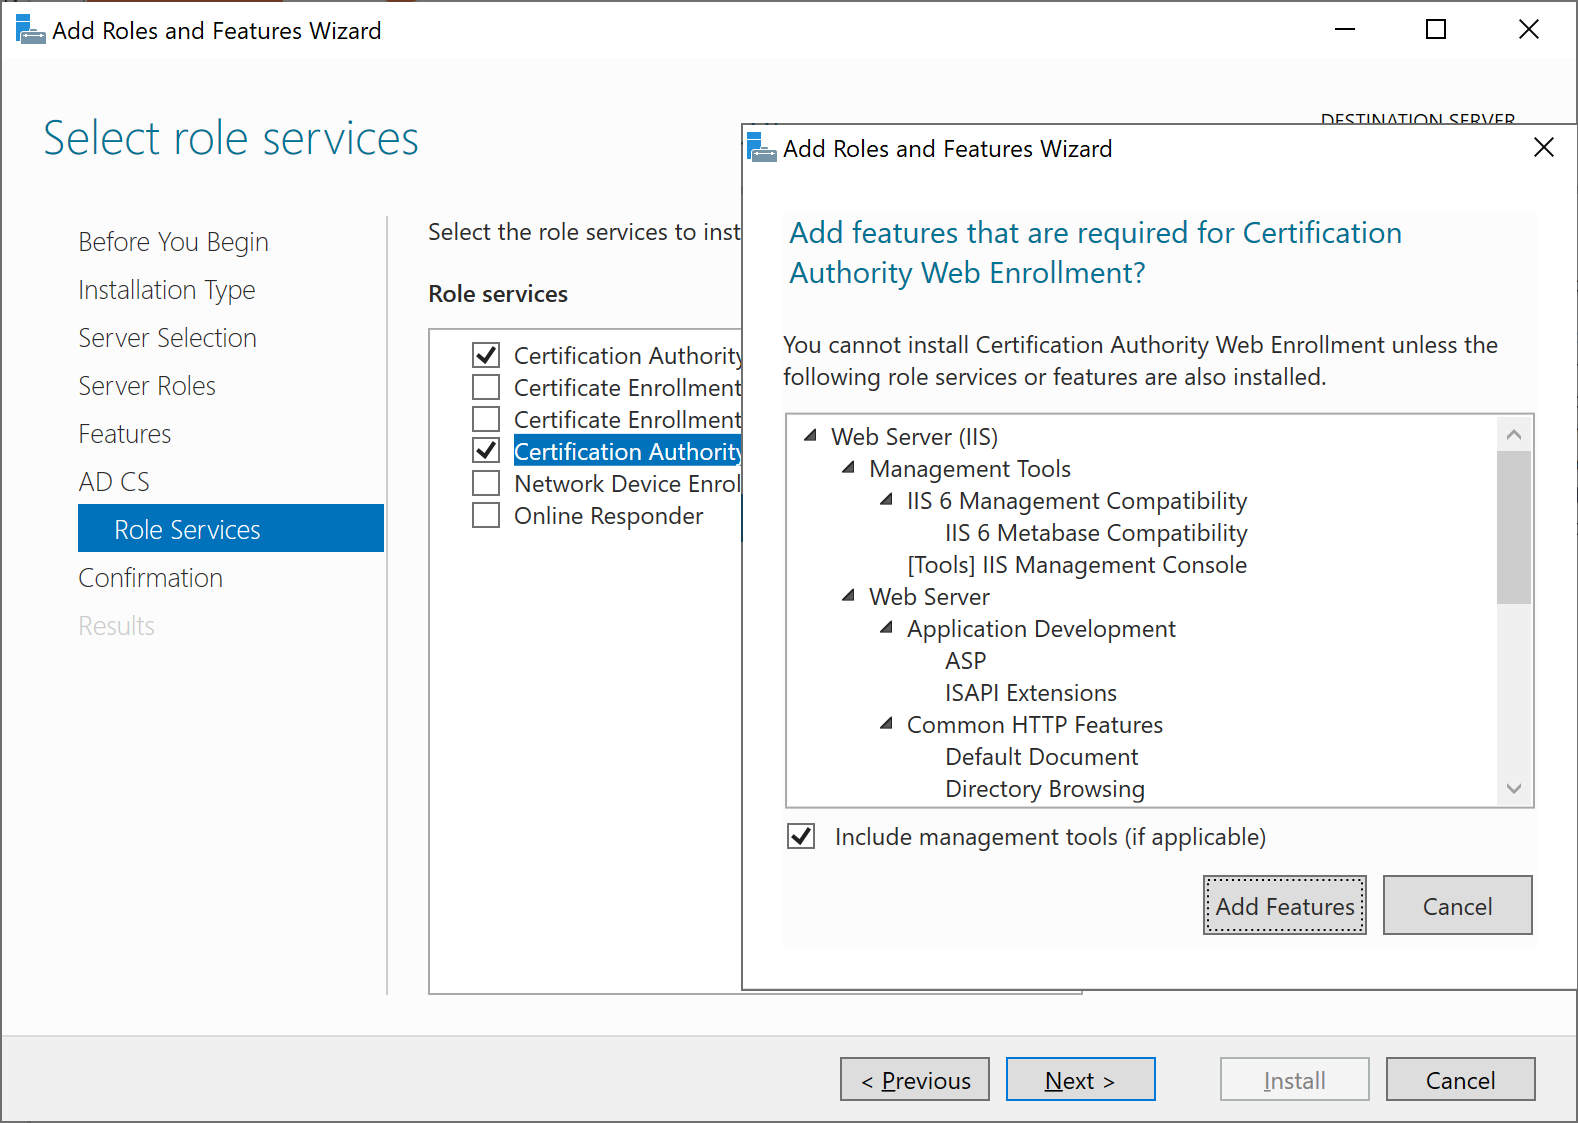 Add Roles and Features Wizard
Select role services
DESTINATION SERVER
Before You Begin
Installation Type
Server Selection
Server Roles
Features
AD CS
Role Services
Confirmation
Results
Select the role services to inst
Role services
Certification Authority
Certificate Enrollment
Certificate Enrollment
Certification Authority
Network Device Enrol
Online Responder
Add Roles and Features Wizard
Add features that are required for Certification
Authority Web Enrollment?
You cannot install Certification Authority Web Enrollment unless the
following role services or features are also installed.
Web Server (IIS)
Management Tools
IIS 6 Management Compatibility
IIS 6 Metabase Compatibility
[Tools] IIS Management Console
Web Server
Application Development
ASP
ISAPI Extensions
Common HTTP Features
Default Document
Directory Browsing
Include management tools (if applicable)
Add Features
Cancel
< Previous
Next >
Install
Cancel